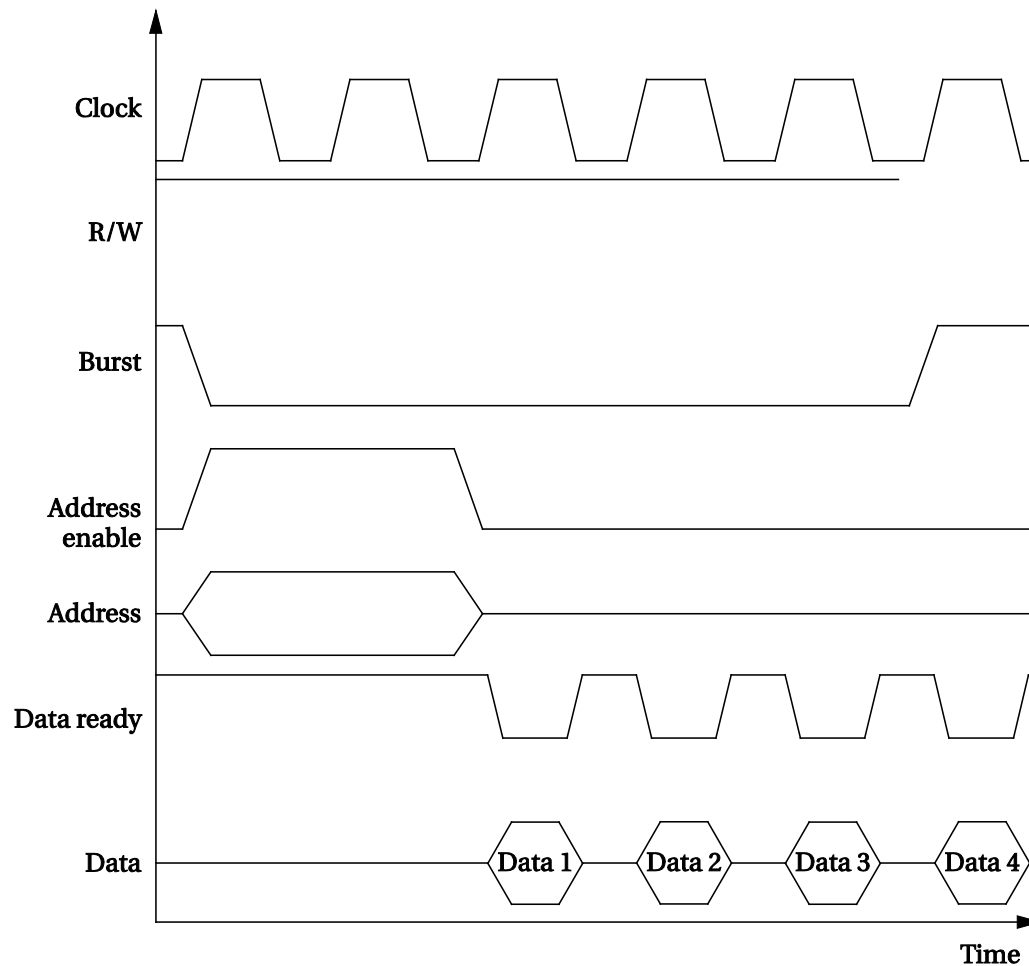 Clock
R/W
Burst
Address
enable
Address
Data ready
Data
Data 1
Data 2
Data 3
Data 4
Time